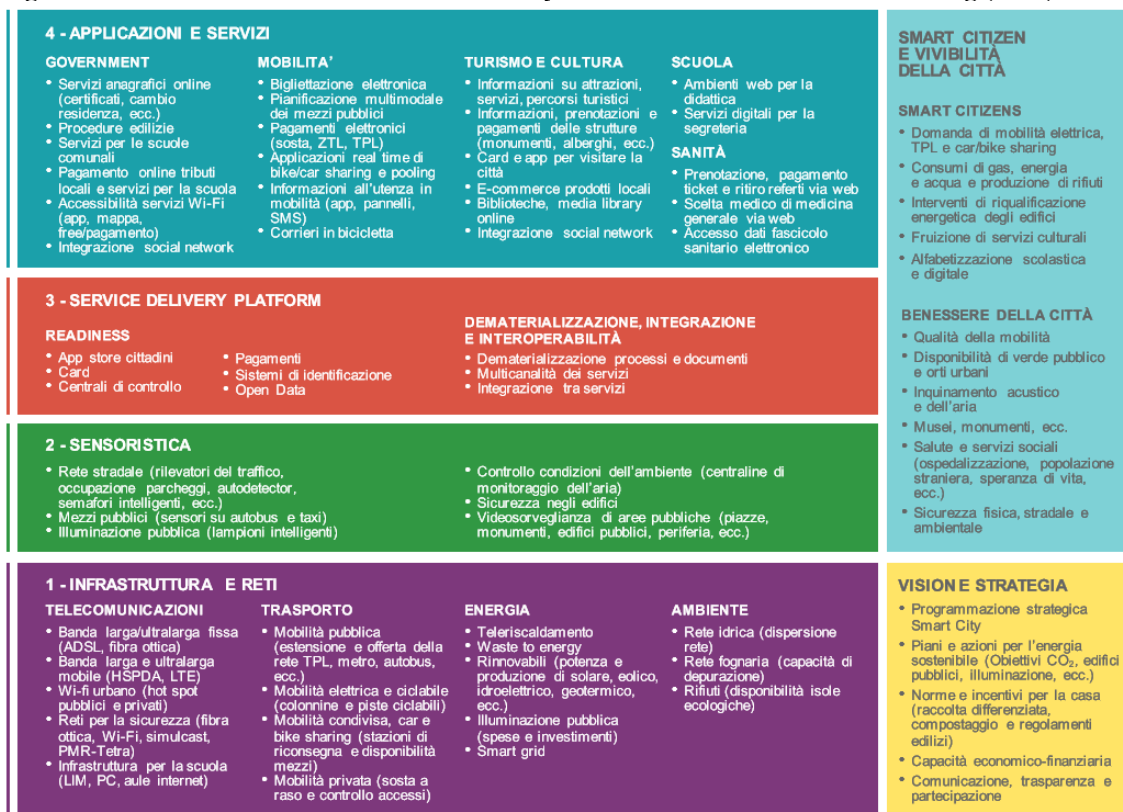 4 - APPLICAZIONI E SERVIZI
GOVERNMENT
• Servizi anagrafici online
(certificati, cambio
residenza, ecc.)
• Procedure edilizie
• Servizi per le scuole
comunali
• Pagamento online tributi
locali e servizi per la scuola
• Accessibilità servizi Wi-Fi
(app, mappa,
free/pagamento)
• Integrazione social network
MOBILITA'
• Bigliettazione elettronica
• Pianificazione multimodale
dei mezzi pubblici
• Pagamenti elettronici
(sosta, ZTL, TPL)
• Applicazioni real time di
bike/car sharing e pooling
• Informazioni all'utenza in
mobilità (app, pannelli,
SMS)
• Corrieri in bicicletta
TURISMO E CULTURA
• Informazioni su attrazioni,
servizi, percorsi turistici
• Informazioni, prenotazioni e
pagamenti delle strutture
(monumenti, alberghi, ecc.)
• Card e app per visitare la
città
• E-commerce prodotti locali
• Biblioteche, media library
online
• Integrazione social network
SCUOLA
• Ambienti web per la
didattica
• Servizi digitali per la
segreteria
SANITÀ
• Prenotazione, pagamento
ticket e ritiro referti via web
• Scelta medico di medicina
generale via web
• Accesso dati fascicolo
sanitario elettronico
3 - SERVICE DELIVERY PLATFORM
READINESS
• App store cittadini
• Card
• Centrali di controllo
• Pagamenti
• Sistemi di identificazione
• Open Data
DEMATERIALIZZAZIONE, INTEGRAZIONE
E INTEROPERABILITÀ
• Dematerializzazione processi e documenti
• Multicanalità dei servizi
• Integrazione tra servizi
2 - SENSORISTICA
• Rete stradale (rilevatori del traffico,
occupazione parcheggi, autodetector,
semafori intelligenti, ecc.)
• Mezzi pubblici (sensori su autobus e taxi)
• Illuminazione pubblica (lampioni intelligenti)
• Controllo condizioni dell'ambiente (centraline di
monitoraggio dell'aria)
• Sicurezza negli edifici
• Videosorveglianza di aree pubbliche (piazze,
monumenti, edifici pubblici, periferia, ecc.)
1 - INFRASTRUTTURA E RETI
TELECOMUNICAZIONI
• Banda larga/ultralarga fissa
(ADSL, fibra ottica)
• Banda larga e ultralarga
mobile (HSPDA, LTE)
• Wi-fi urbano (hot spot
pubblici e privati)
• Reti per la sicurezza (fibra
ottica, Wi-Fi, simulcast,
PMR-Tetra)
• Infrastruttura per la scuola
(LIM, PC, aule internet)
TRASPORTO
• Mobilità pubblica
(estensione e offerta della
rete TPL, metro, autobus,
ecc.)
• Mobilità elettrica e ciclabile
(colonnine e piste ciclabili)
• Mobilità condivisa, car e
bike sharing (stazioni di
riconsegna e disponibilità
mezzi)
• Mobilità privata (sosta a
raso e controllo accessi)
ENERGIA
• Teleriscaldamento
• Waste to energy
• Rinnovabili (potenza e
produzione di solare, eolico,
idroelettrico, geotermico,
ecc.)
• Illuminazione pubblica
(spese e investimenti)
• Smart grid
AMBIENTE
• Rete idrica (dispersione
rete)
• Rete fognaria (capacità di
depurazione)
• Rifiuti (disponibilità isole
ecologiche)
SMART CITIZEN
E VIVIBILITÀ
DELLA CITTÀ
SMART CITIZENS
• Domanda di mobilità elettrica,
TPL e car/bike sharing
• Consumi di gas, energia
e acqua e produzione di rifiuti
• Interventi di riqualificazione
energetica degli edifici
• Fruizione di servizi culturali
• Alfabetizzazione scolastica
e digitale
BENESSERE DELLA CITTÀ
• Qualità della mobilità
• Disponibilità di verde pubblico
e orti urbani
• Inquinamento acustico
e dell'aria
• Musei, monumenti, ecc.
• Salute e servizi sociali
(ospedalizzazione, popolazione
straniera, speranza di vita,
ecc.)
• Sicurezza fisica, stradale e
ambientale
VISION E STRATEGIA
• Programmazione strategica
Smart City
• Piani e azioni per l'energia
sostenibile (Obiettivi CO₂, edifici
pubblici, illuminazione, ecc.)
• Norme e incentivi per la casa
(raccolta differenziata,
compostaggio e regolamenti
edilizi)
• Capacità economico-finanziaria
• Comunicazione, trasparenza e
partecipazione